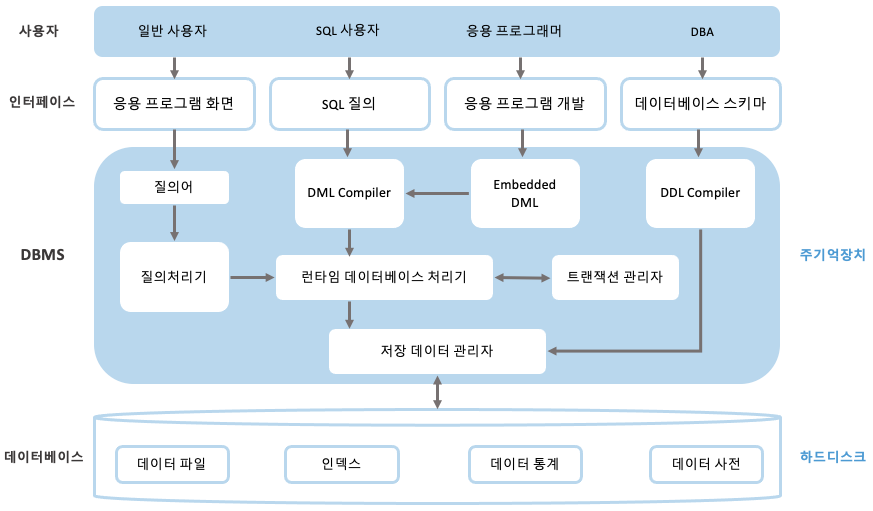 사용자
일반 사용자
SQL 사용자
응용 프로그래머
DBA
인터페이스
응용 프로그램 화면
SQL 질의
응용 프로그램 개발
데이터베이스 스키마
DBMS
질의어
DML Compiler
Embedded
DML
DDL Compiler
주기억장치
질의처리기
런타임 데이터베이스 처리기
트랜잭션 관리자
저장 데이터 관리자
데이터베이스
데이터 파일
인덱스
데이터 통계
데이터 사전
하드디스크